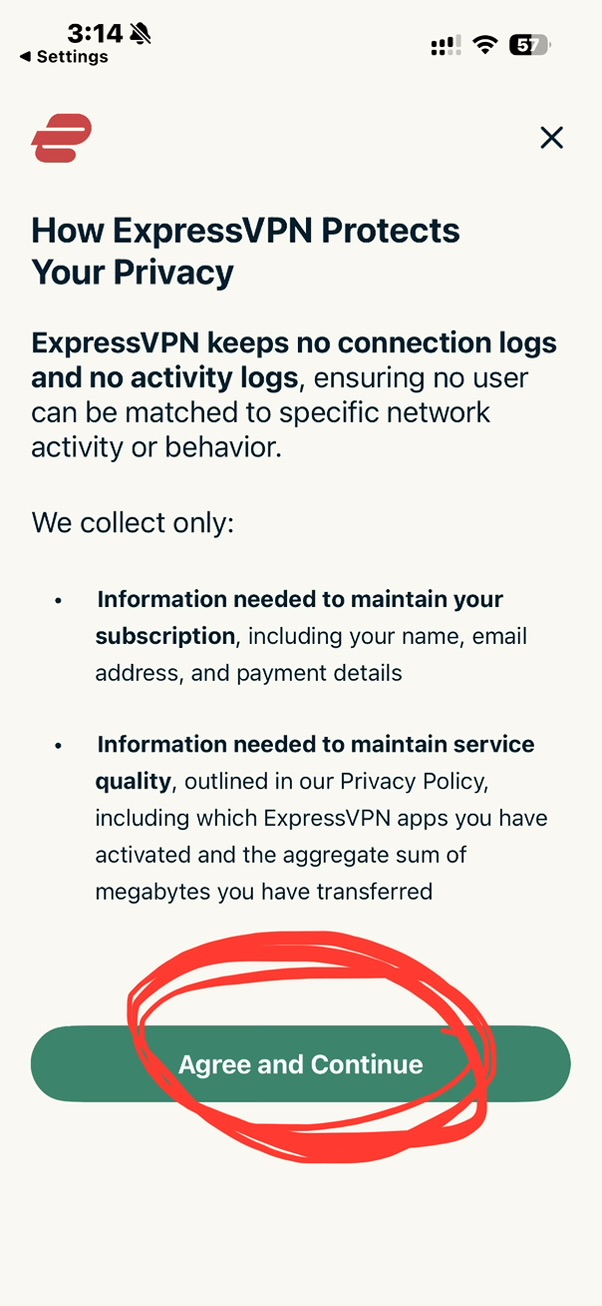 3:14
57
◀ Settings
How ExpressVPN Protects
Your Privacy
ExpressVPN keeps no connection logs
and no activity logs, ensuring no user
can be matched to specific network
activity or behavior.
We collect only:
• Information needed to maintain your
subscription, including your name, email
address, and payment details
• Information needed to maintain service
quality, outlined in our Privacy Policy,
including which ExpressVPN apps you have
activated and the aggregate sum of
megabytes you have transferred
Agree and Continue